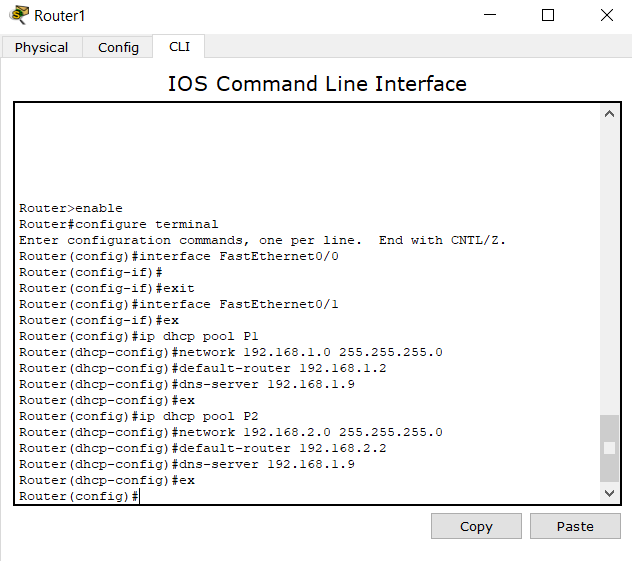 Router1
Physical Config CLI
IOS Command Line Interface
Router>enable
Router#configure terminal
Enter configuration commands, one per line.  End with CNTL/Z.
Router(config)#interface FastEthernet0/0
Router(config-if)#
Router(config-if)#exit
Router(config)#interface FastEthernet0/1
Router(config-if)#ex
Router(config)#ip dhcp pool P1
Router(dhcp-config)#network 192.168.1.0 255.255.255.0
Router(dhcp-config)#default-router 192.168.1.2
Router(dhcp-config)#dns-server 192.168.1.9
Router(dhcp-config)#ex
Router(config)#ip dhcp pool P2
Router(dhcp-config)#network 192.168.2.0 255.255.255.0
Router(dhcp-config)#default-router 192.168.2.2
Router(dhcp-config)#dns-server 192.168.1.9
Router(dhcp-config)#ex
Router(config)#
Copy Paste